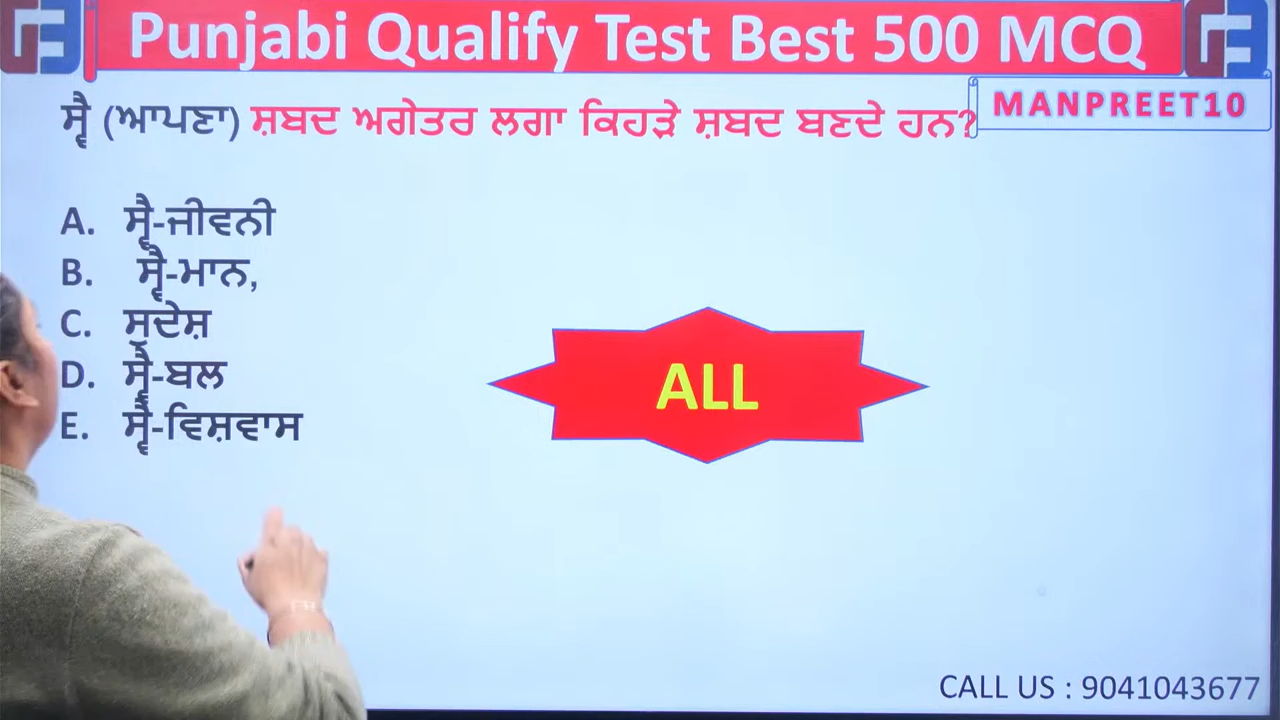 Punjabi Qualify Test Best 500 MCQ
MANPREET10
ਸ੍ਵੈ (ਆਪਣਾ) ਸ਼ਬਦ ਅਗੇਤਰ ਲਗਾ ਕਿਹੜੇ ਸ਼ਬਦ ਬਣਦੇ ਹਨ?
A. ਸ੍ਵੈ-ਜੀਵਨੀ
B. ਸ੍ਵੈ-ਮਾਨ,
C. ਸੁਦੇਸ਼
D. ਸ੍ਵੈ-ਬਲ
E. ਸ੍ਵੈ-ਵਿਸ਼ਵਾਸ
ALL
CALL US : 9041043677